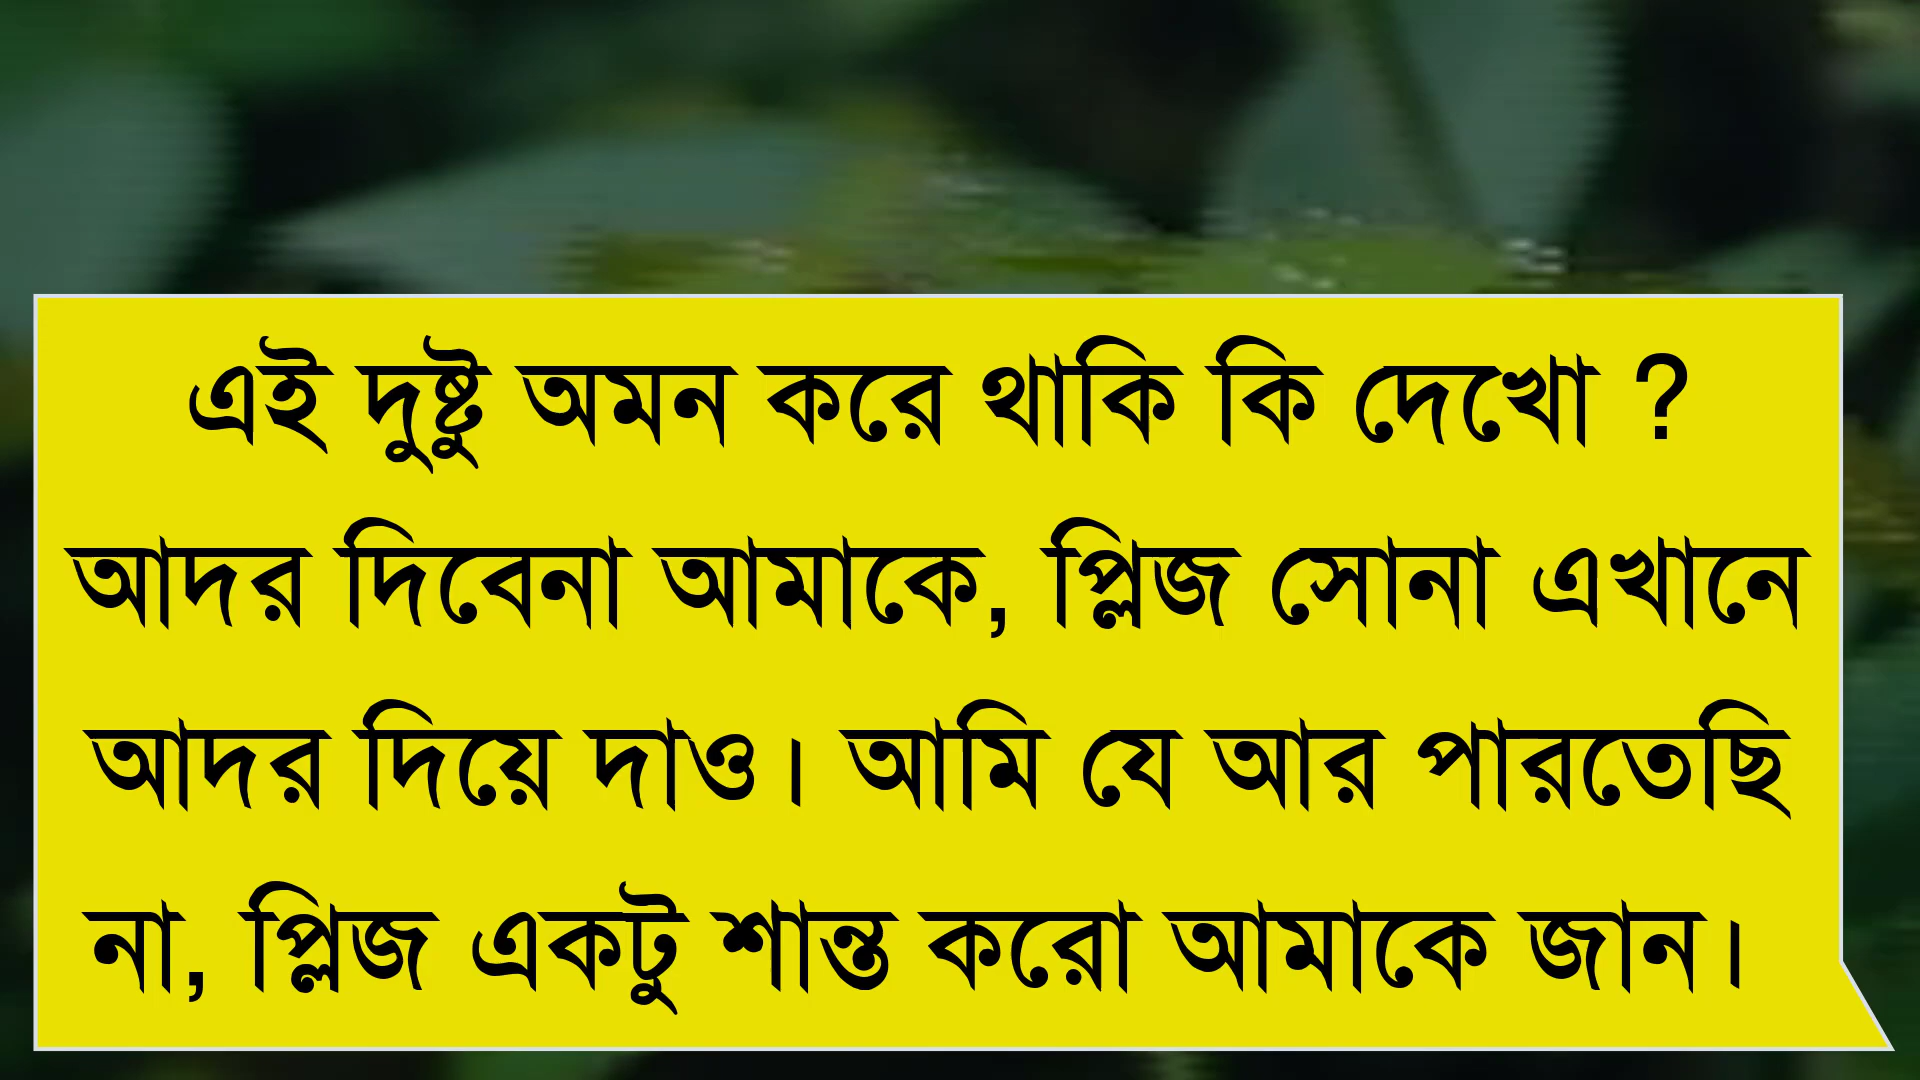 এই দুষ্টু অমন করে থাকি কি দেখো ?
আদর দিবেনা আমাকে, প্লিজ সোনা এখানে
আদর দিয়ে দাও। আমি যে আর পারতেছি
না, প্লিজ একটু শান্ত করো আমাকে জান।